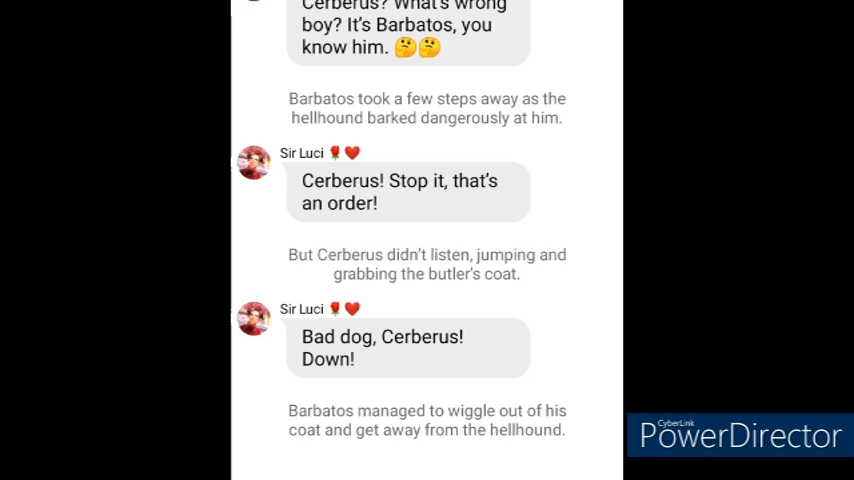 Cerberus? What's wrong
boy? It's Barbatos, you
know him. 🤔🤔
Barbatos took a few steps away as the
hellhound barked dangerously at him.
Sir Luci 🌹❤️
Cerberus! Stop it, that's
an order!
But Cerberus didn't listen, jumping and
grabbing the butler's coat.
Sir Luci 🌹❤️
Bad dog, Cerberus!
Down!
Barbatos managed to wiggle out of his
coat and get away from the hellhound.
CyberLink
PowerDirector